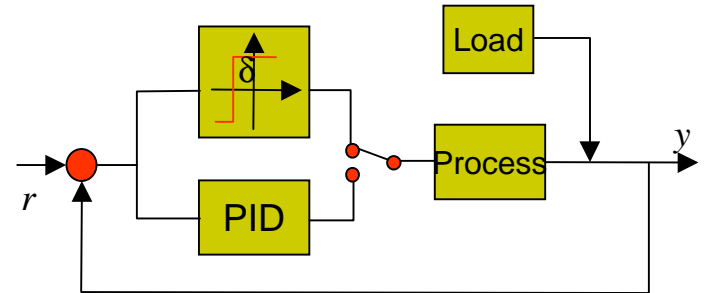 Load
δ
Process
y
r
PID